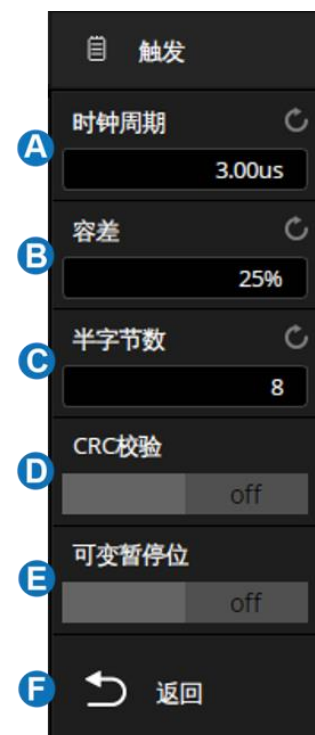 触发
A
时钟周期
3.00us
B
容差
25%
C
半字节数
8
D
CRC校验
off
E
可变暂停位
off
F
返回